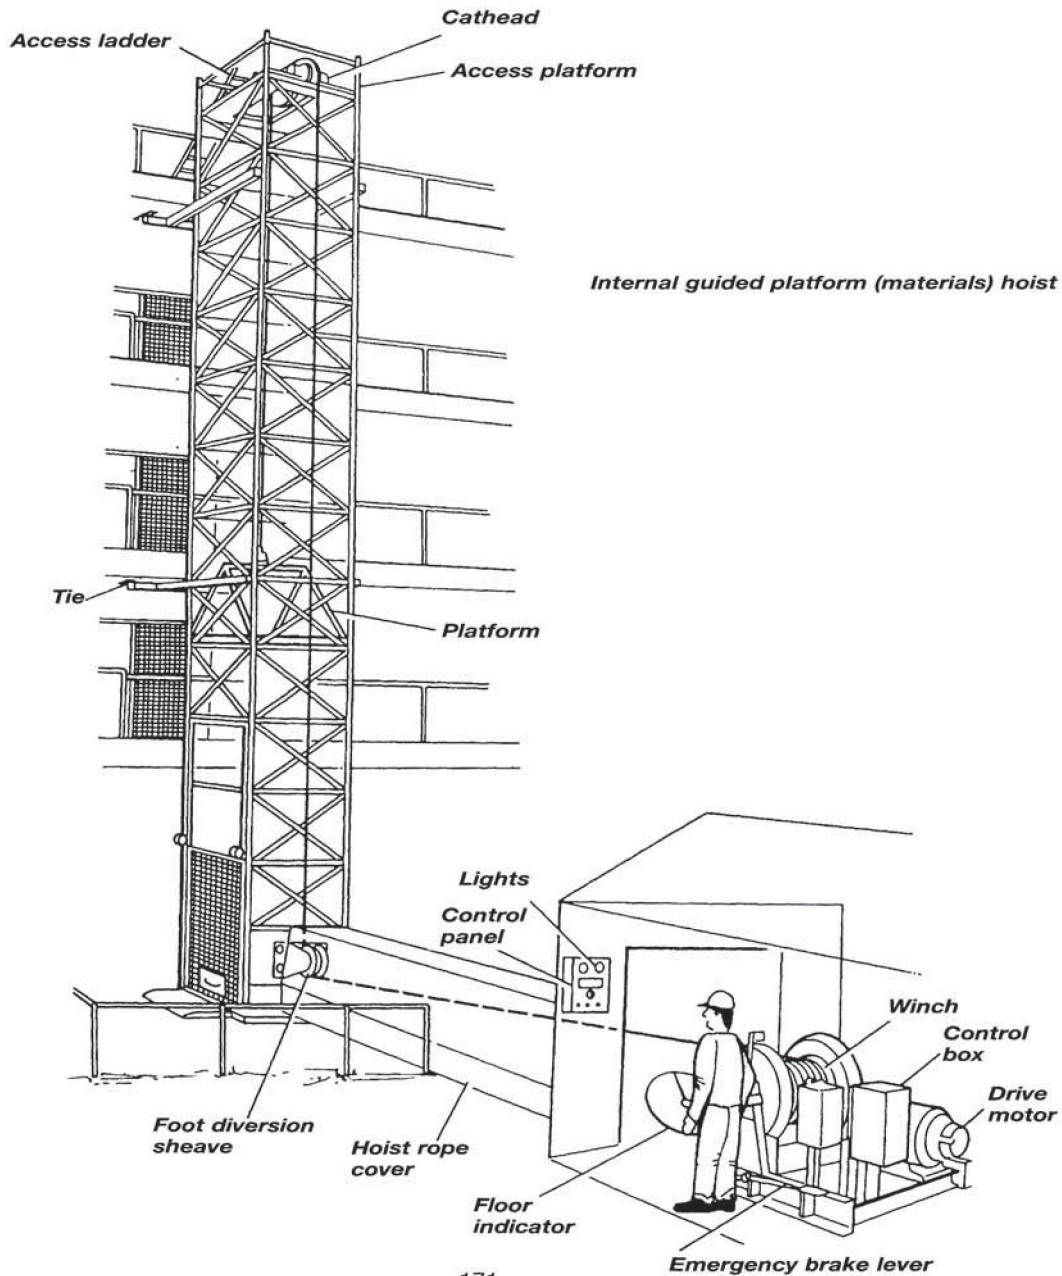 Cathead
Access ladder
Access platform
Internal guided platform (materials) hoist
Tie
Platform
Lights
Control
panel
Winch
Control
box
Drive
motor
Foot diversion
sheave
Hoist rope
cover
Floor
indicator
Emergency brake lever
171